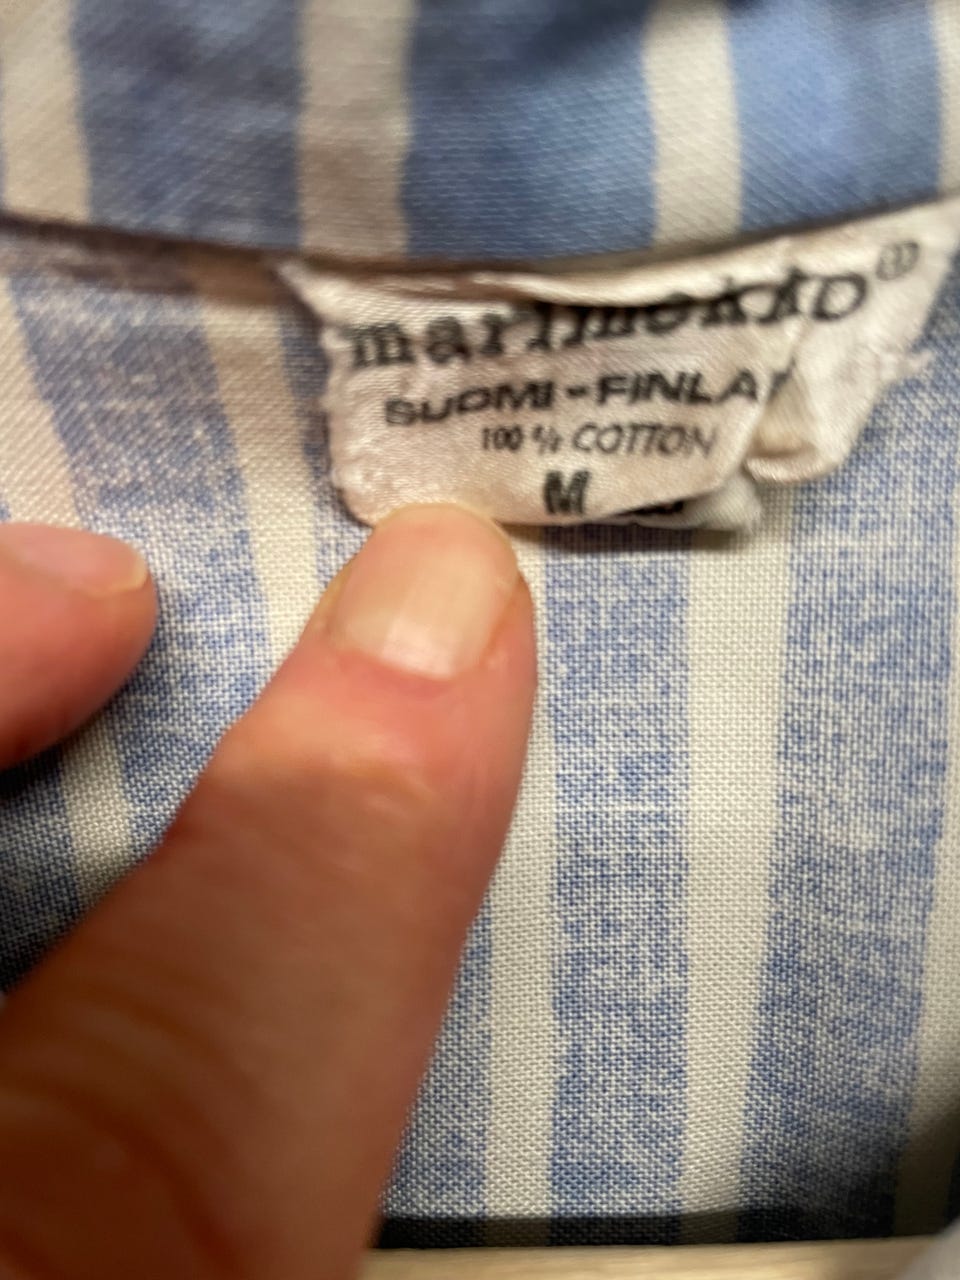 marimekko ®
SUOMI-FINLA
100 % COTTON
M